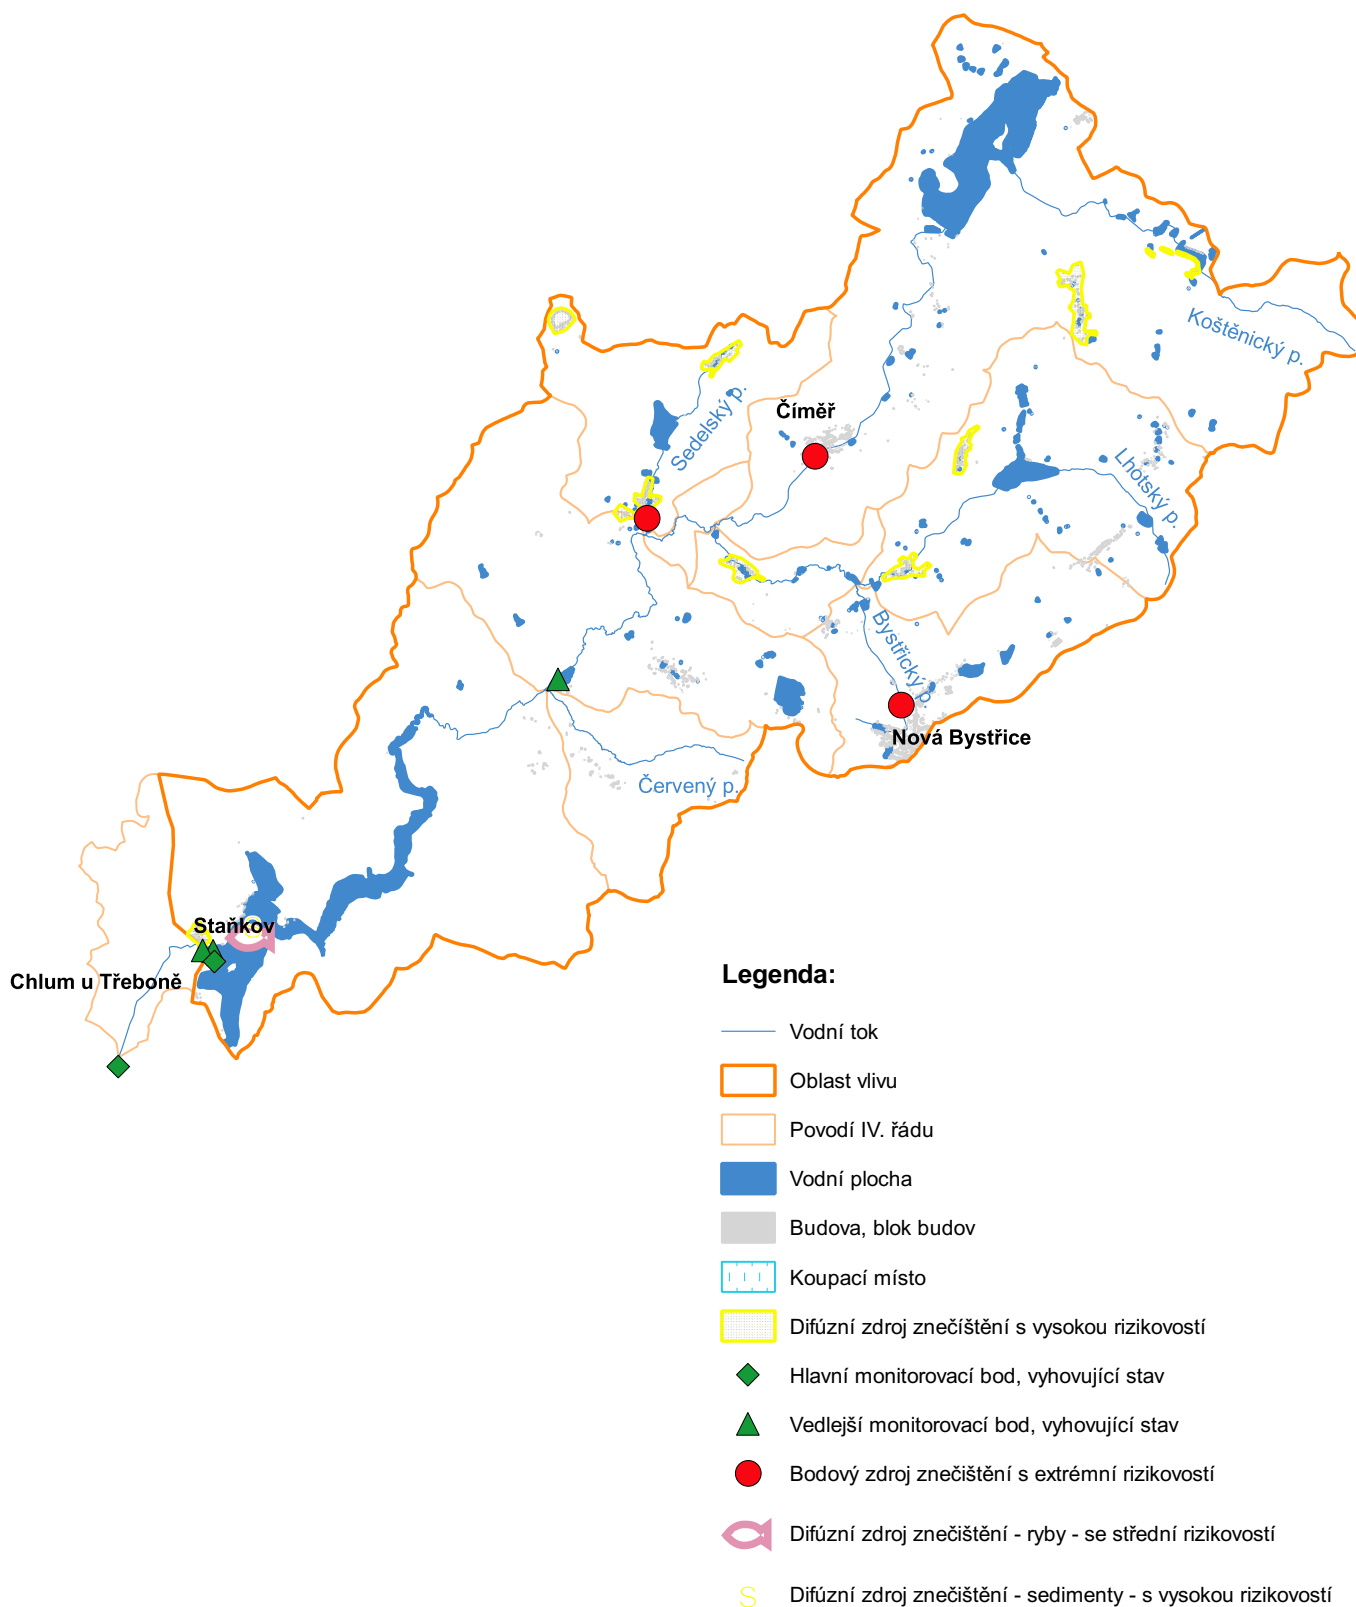 Koštěnický p.
Sedelský p.
Číměř
Lhotský p.
Bystřický p.
Nová Bystřice
Červený p.
Staňkov
Chlum u Třeboně
Legenda:
Vodní tok
Oblast vlivu
Povodí IV. řádu
Vodní plocha
Budova, blok budov
Koupací místo
Difúzní zdroj znečíštění s vysokou rizikovostí
Hlavní monitorovací bod, vyhovující stav
Vedlejší monitorovací bod, vyhovující stav
Bodový zdroj znečištění s extrémní rizikovostí
Difúzní zdroj znečištění - ryby - se střední rizikovostí
S Difúzní zdroj znečištění - sedimenty - s vysokou rizikovostí